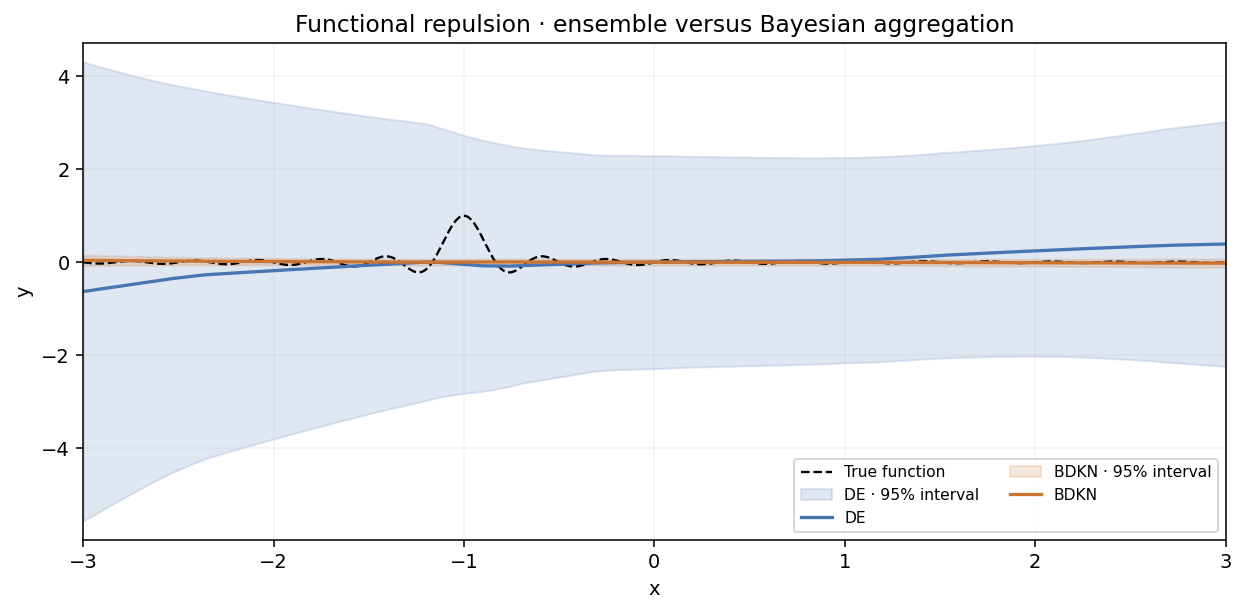 Functional repulsion · ensemble versus Bayesian aggregation
y
4
2
0
−2
−4
−3
−2
−1
0
1
2
3
x
True function
DE · 95% interval
DE
BDKN · 95% interval
BDKN